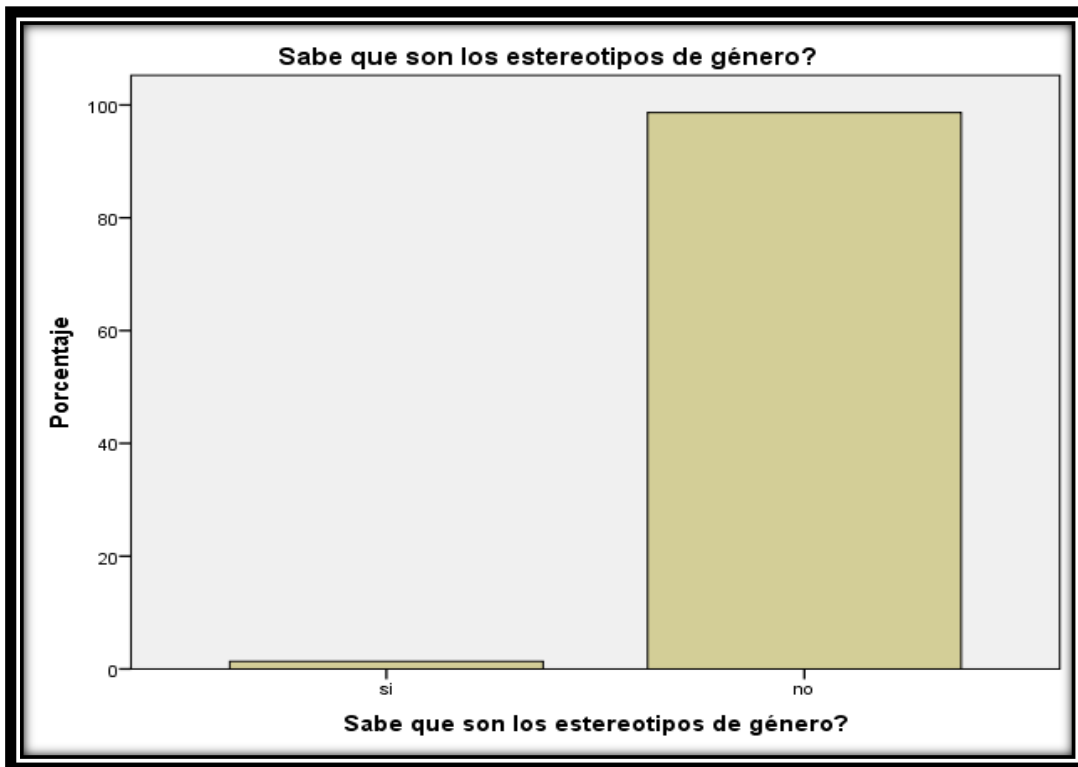 Sabe que son los estereotipos de género?
Porcentaje
100
80
60
40
20
0
si
no
Sabe que son los estereotipos de género?